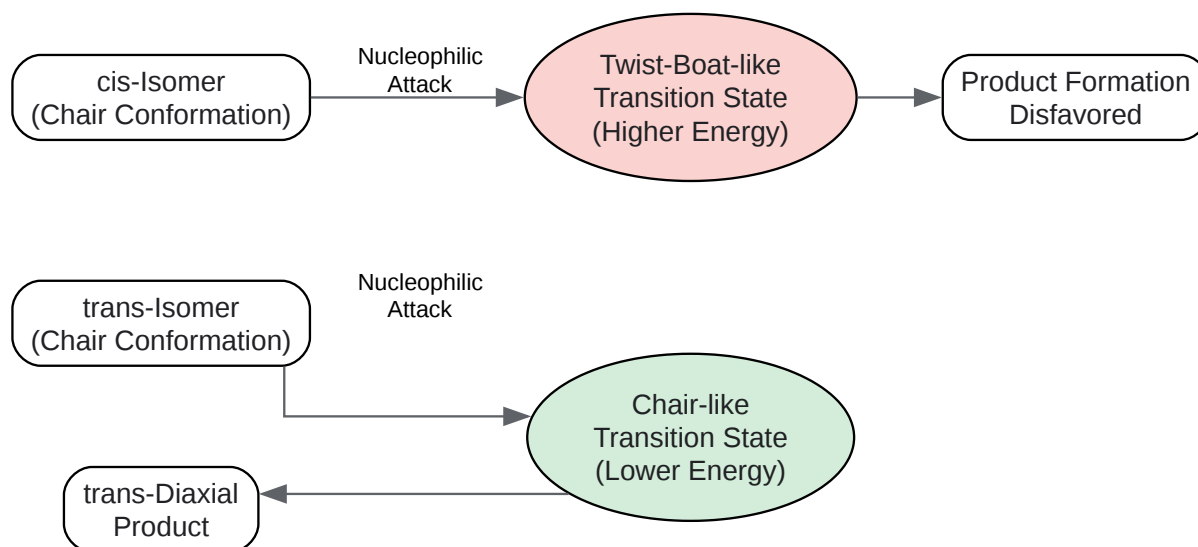 cis-Isomer
(Chair Conformation)
Nucleophilic
Attack
Twist-Boat-like
Transition State
(Higher Energy)
Product Formation
Disfavored
trans-Isomer
(Chair Conformation)
Nucleophilic
Attack
Chair-like
Transition State
(Lower Energy)
trans-Diaxial
Product